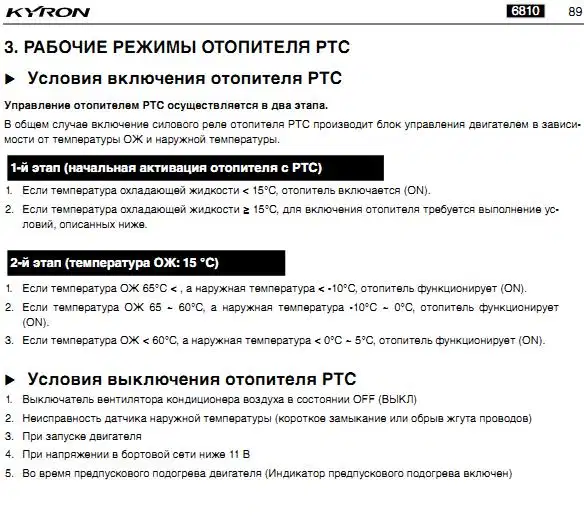 KYRON 6810 89
3. РАБОЧИЕ РЕЖИМЫ ОТОПИТЕЛЯ PTC
► Условия включения отопителя PTC
Управление отопителем PTC осуществляется в два этапа.
В общем случае включение силового реле отопителя PTC производит блок управления двигателем в зависи-
мости от температуры ОЖ и наружной температуры.
1-й этап (начальная активация отопителя с PTC)
1. Если температура охладающей жидкости < 15°C, отопитель включается (ON).
2. Если температура охладающей жидкости ≥ 15°C, для включения отопителя требуется выполнение ус-
ловий, описанных ниже.
2-й этап (температура ОЖ: 15 °C)
1. Если температура ОЖ 65°C < , а наружная температура < -10°C, отопитель функционирует (ON).
2. Если температура ОЖ 65 ~ 60°C, а наружная температура -10°C ~ 0°C, отопитель функционирует
(ON).
3. Если температура ОЖ < 60°C, а наружная температура < 0°C ~ 5°C, отопитель функционирует (ON).
► Условия выключения отопителя PTC
1. Выключатель вентилятора кондиционера воздуха в состоянии OFF (ВЫКЛ)
2. Неисправность датчика наружной температуры (короткое замыкание или обрыв жгута проводов)
3. При запуске двигателя
4. При напряжении в бортовой сети ниже 11 В
5. Во время предпускового подогрева двигателя (Индикатор предпускового подогрева включен)